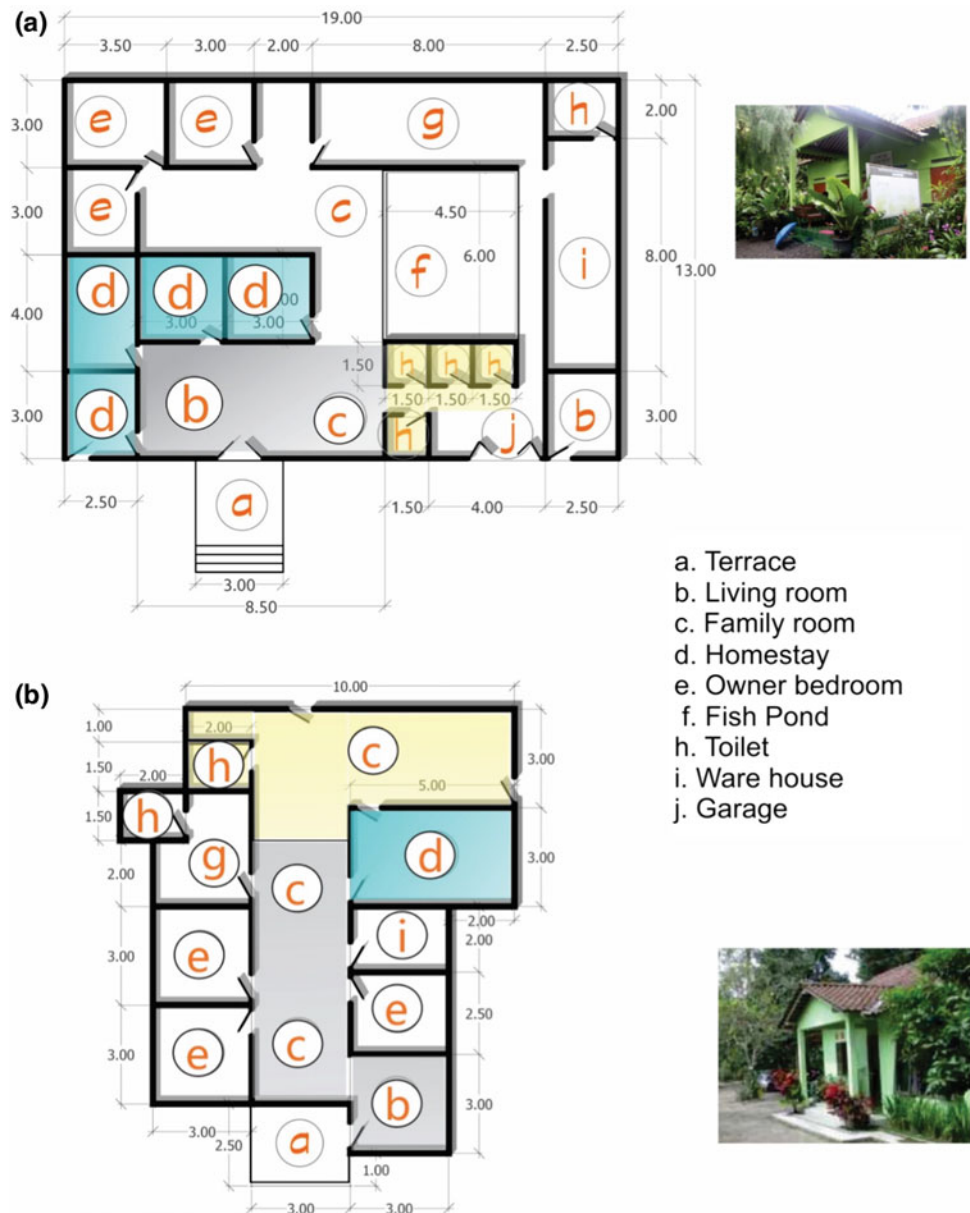 (a)
19.00
3.50 3.00 2.00 8.00 2.50
3.00 e e g h 2.00
3.00 e c 4.50
6.00 f i 8.00 13.00
4.00 d d d
3.00 3.00
1.50 h h h
1.50 1.50 1.50
3.00 d b c h j b 3.00
2.50 a 1.50 4.00 2.50
3.00
8.50
a. Terrace
b. Living room
c. Family room
d. Homestay
e. Owner bedroom
f. Fish Pond
h. Toilet
i. Ware house
j. Garage
(b)
10.00
1.00 2.00 c 3.00
1.50 h
2.00 5.00
1.50 h
2.00 g c d 3.00
2.00
3.00 e i 2.00
e 2.50
3.00 e c
b 3.00
3.00 a
2.50
1.00
3.00 3.00